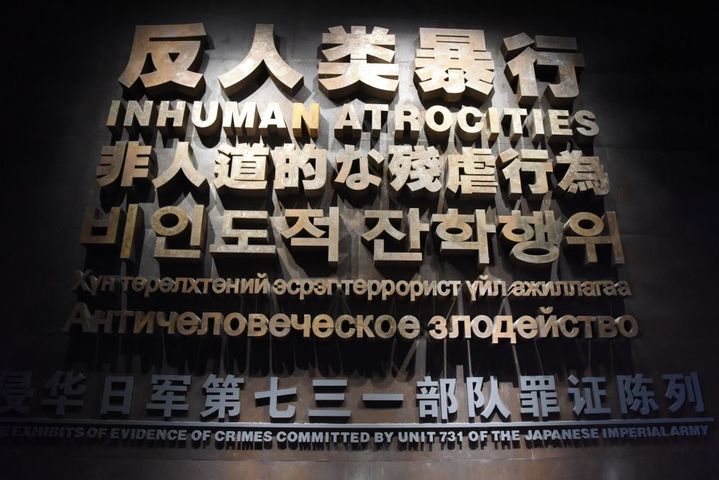 反人类暴行
INHUMAN ATROCITIES
非人道的な残虐行為
비인도적 잔학행위
Хүн төрөлхтөний эсрэг террорист үйл ажиллагаа
Античеловеческое злодейство
侵华日军第七三一部队罪证陈列
EXHIBITS OF EVIDENCE OF CRIMES COMMITTED BY UNIT 731 OF THE JAPANESE IMPERIAL ARMY